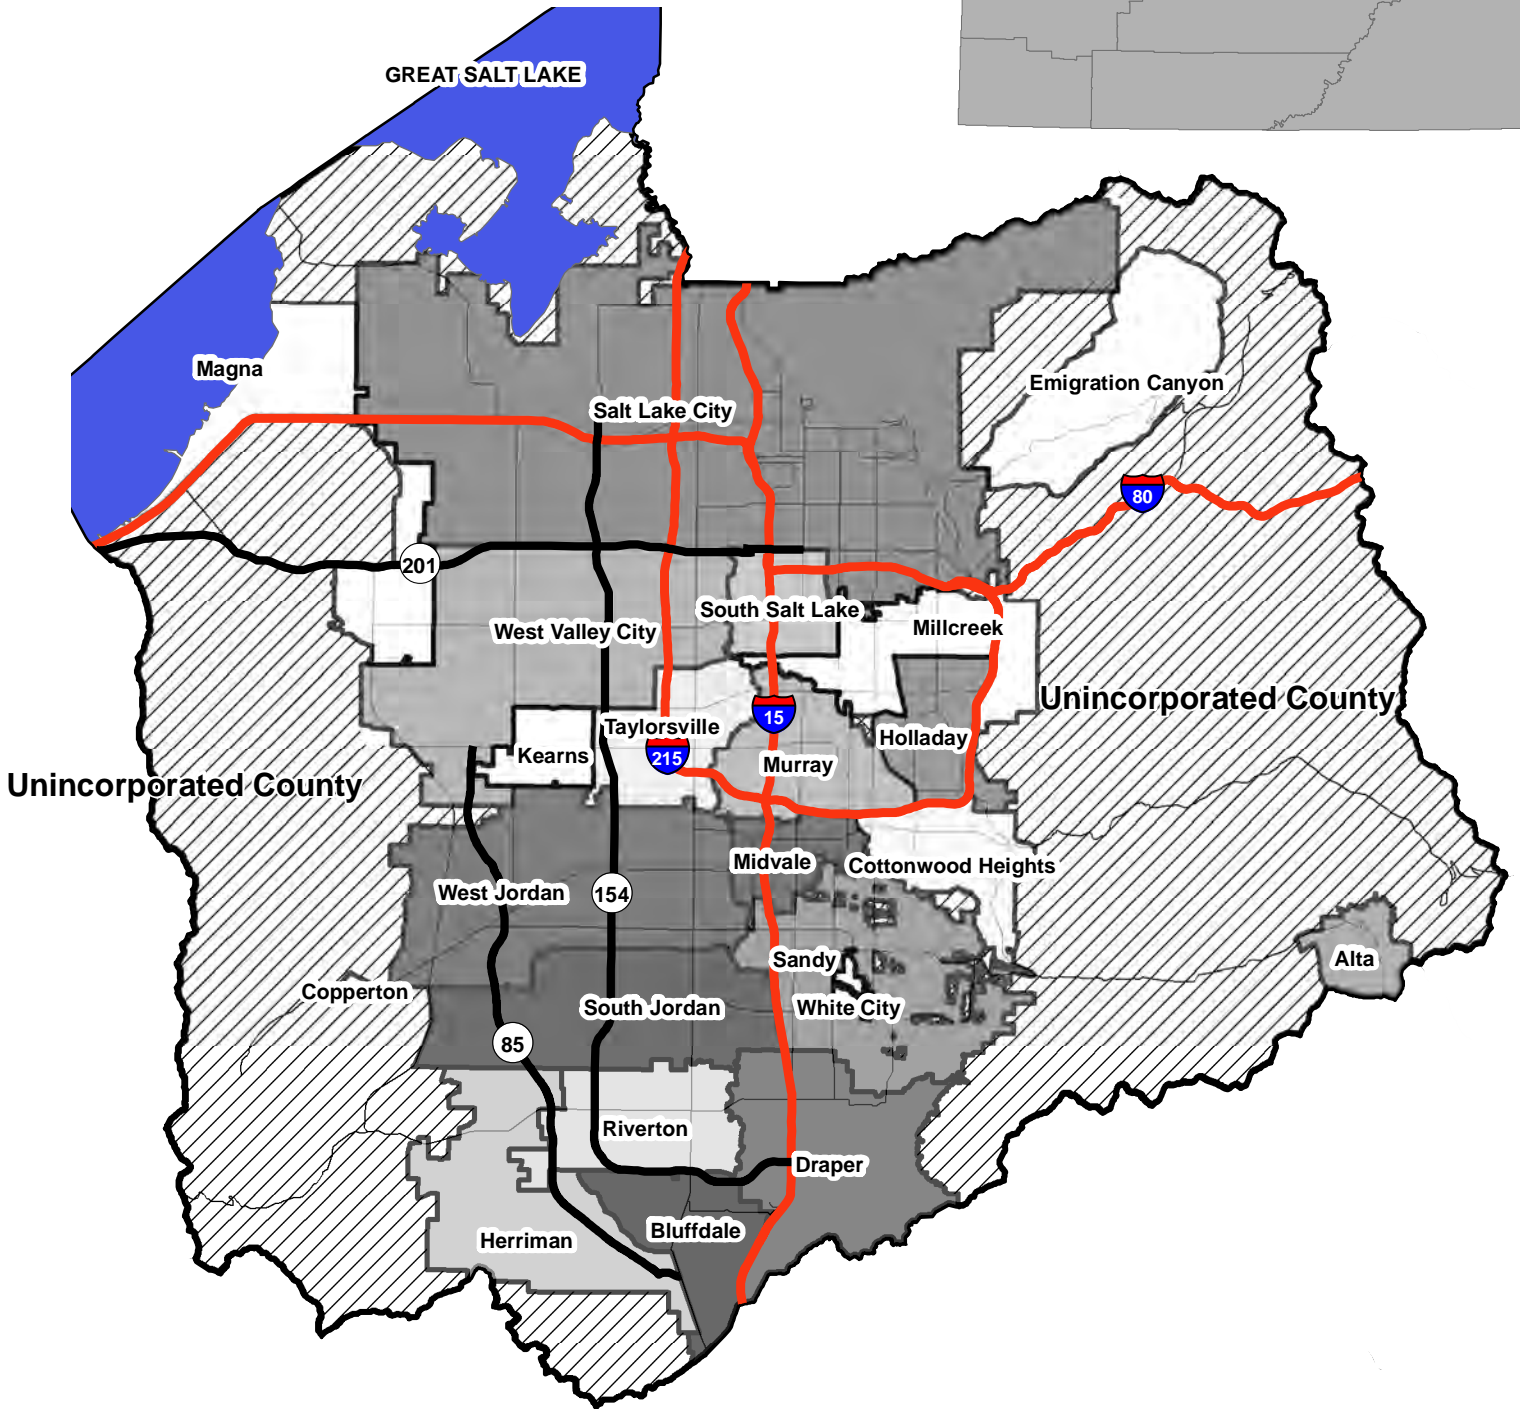 GREAT SALT LAKE
Magna
Emigration Canyon
Salt Lake City
80
201
South Salt Lake
West Valley City
Millcreek
Unincorporated County
15
Taylorsville
Holladay
Kearns
215
Murray
Unincorporated County
Midvale
Cottonwood Heights
West Jordan
154
Sandy
Alta
Copperton
South Jordan
White City
85
Riverton
Draper
Bluffdale
Herriman